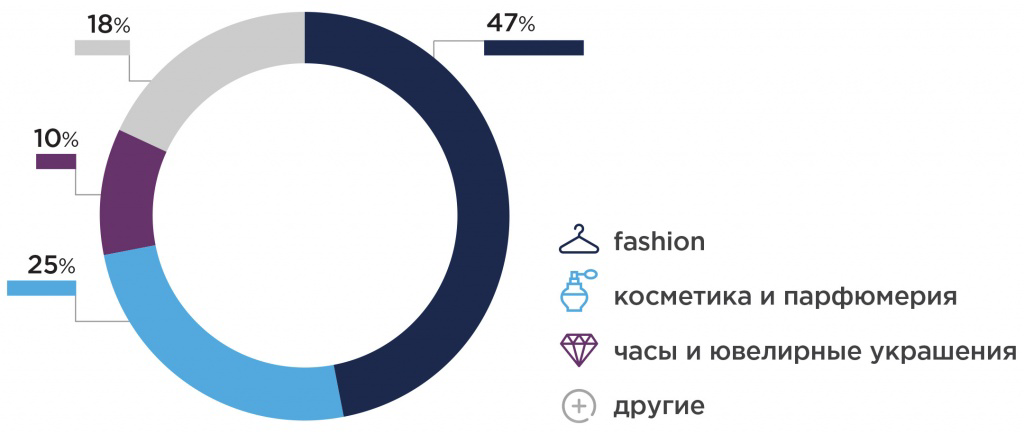 18%
47%
10%
25%
fashion
косметика и парфюмерия
часы и ювелирные украшения
другие